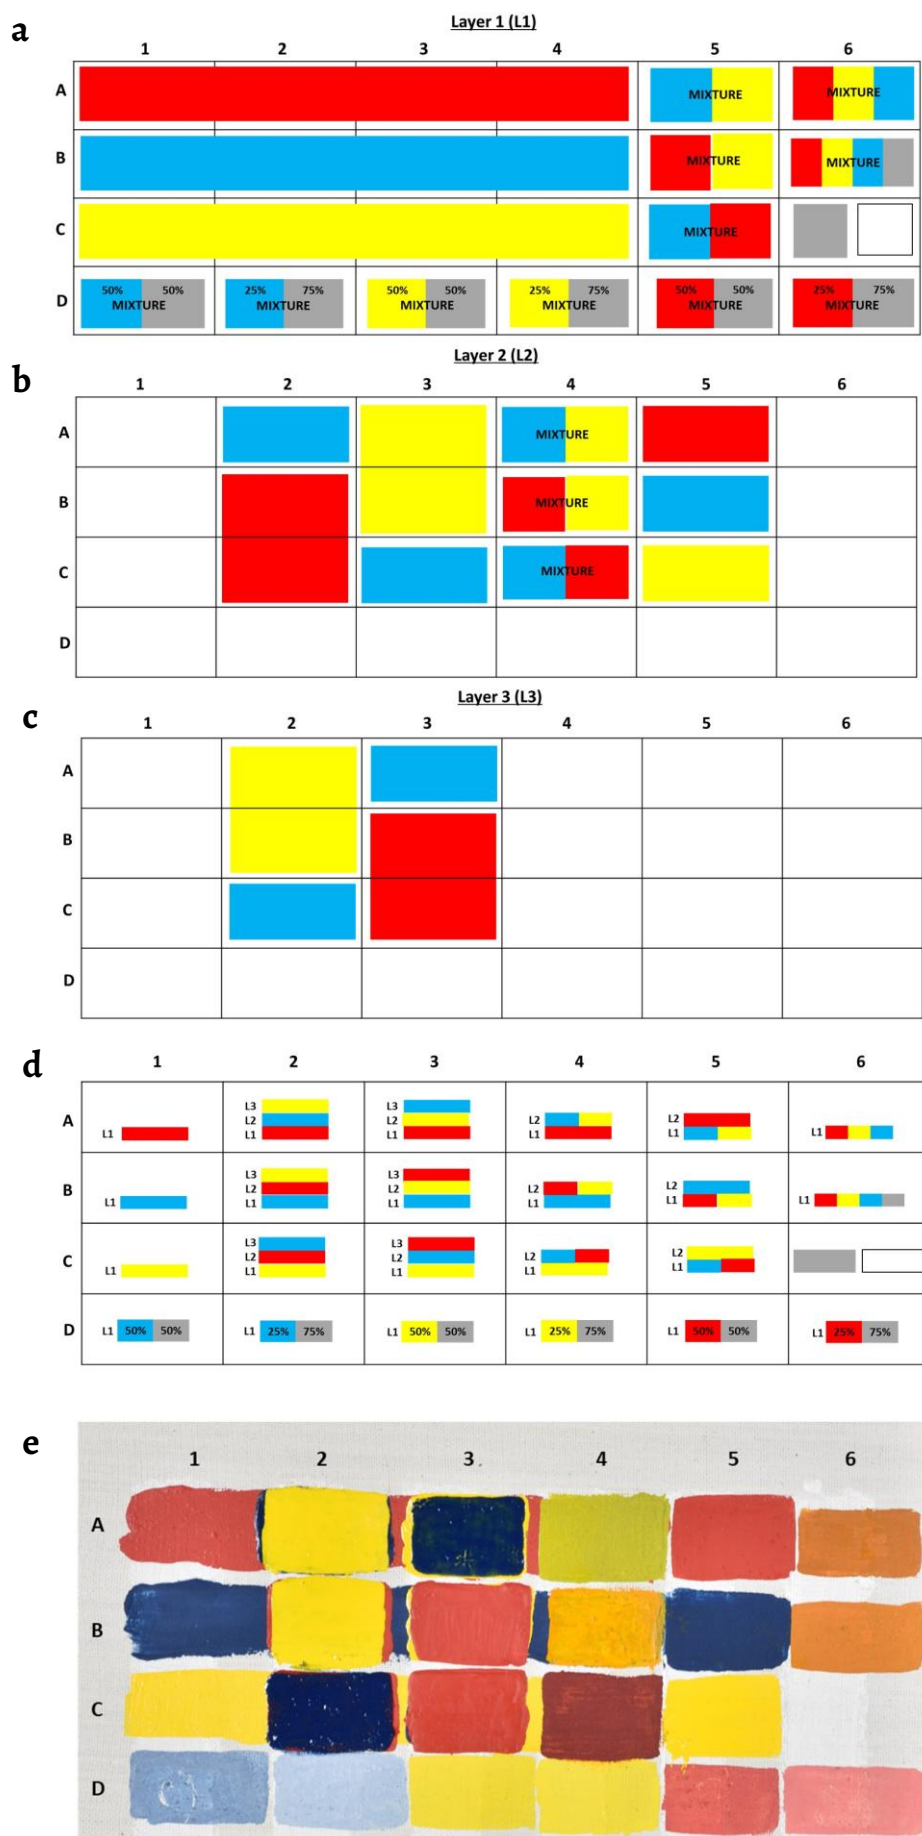 a
Layer 1 (L1)
1 2 3 4 5 6
A MIXTURE MIXTURE
B MIXTURE MIXTURE
C MIXTURE
50% 50% 25% 75% 50% 50% 25% 75% 50% 50% 25% 75%
D MIXTURE MIXTURE MIXTURE MIXTURE MIXTURE MIXTURE
b
Layer 2 (L2)
1 2 3 4 5 6
A MIXTURE
B MIXTURE
C MIXTURE
D
c
Layer 3 (L3)
1 2 3 4 5 6
A
B
C
D
d
1 2 3 4 5 6
L3 L3
A L2 L2 L2 L2
L1 L1 L1 L1 L1 L1
L3 L3
B L2 L2 L2 L2
L1 L1 L1 L1 L1 L1
L3 L3
C L2 L2 L2 L2
L1 L1 L1 L1 L1
D L1 50% 50% L1 25% 75% L1 50% 50% L1 25% 75% L1 50% 50% L1 25% 75%
e
1 2 3 4 5 6
A
B
C
D